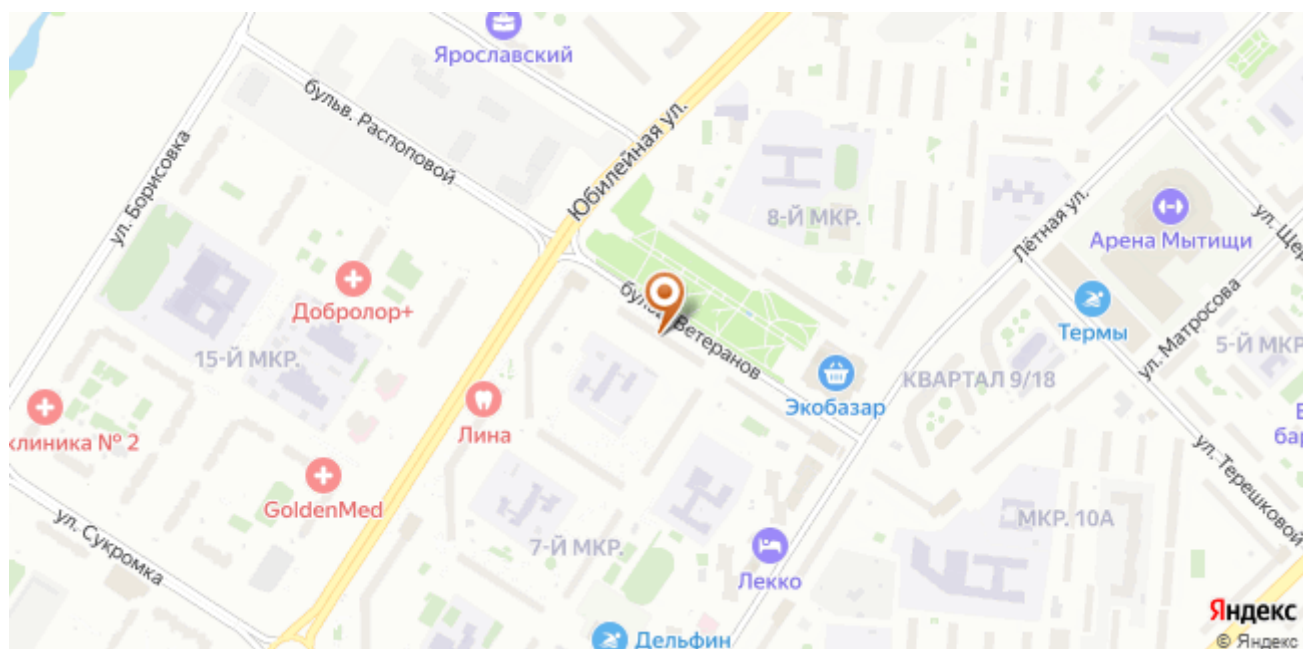 Ярославский
бульв. Распоповой
Юбилейная ул.
ул. Борисовка
8-Й МКР.
Лётная ул.
Арена Мытищи
ул. Щер
Добролор+
Термы
ул. Матросова
бульв. Ветеранов
15-Й МКР.
5-Й МКР
Экобазар
КВАРТАЛ 9/18
клиника № 2
Лина
ба
GoldenMed
ул. Терешковой
ул. Сукромка
7-Й МКР.
МКР. 10А
Лекко
Дельфин
Яндекс
© Яндекс